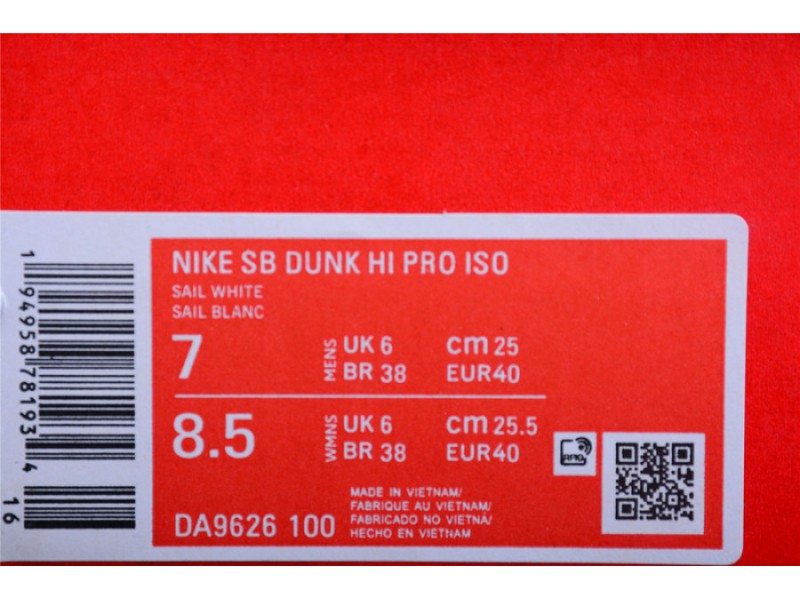 NIKE SB DUNK HI PRO ISO
SAIL WHITE
SAIL BLANC
7 MENS UK 6 cm 25
BR 38 EUR40
8.5 WMNS UK 6 cm 25.5
BR 38 EUR40
DA9626 100
MADE IN VIETNAM/
FABRIQUE AU VIETNAM/
FABRICADO NO VIETNÁ/
HECHO EN VIETNAM
RFID
1 94958 78193 4
16